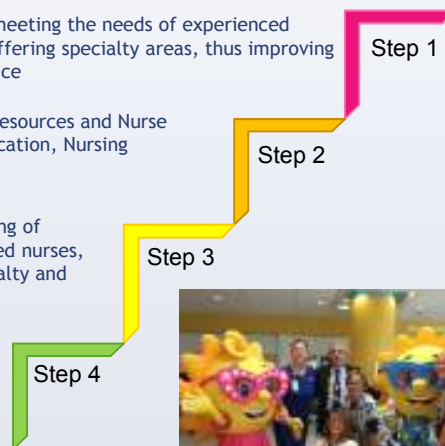 meeting the needs of experienced
ffering specialty areas, thus improving
ice
Step 1
esources and Nurse
cation, Nursing
Step 2
ng of
ed nurses,
alty and
Step 3
Step 4